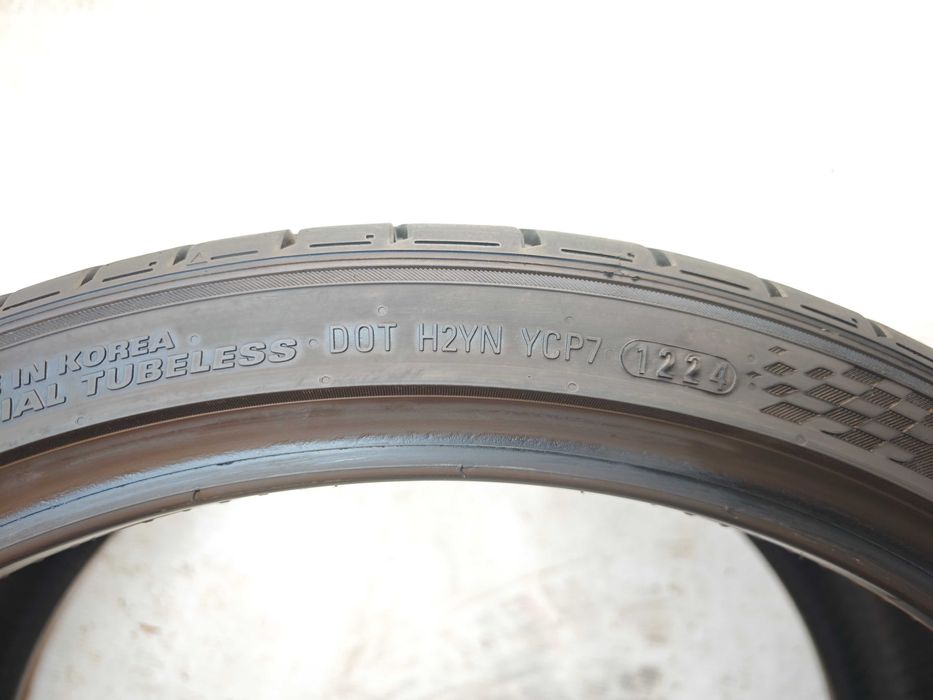 IN KOREA
TUBELESS
DOT H2YN YCP7 1224